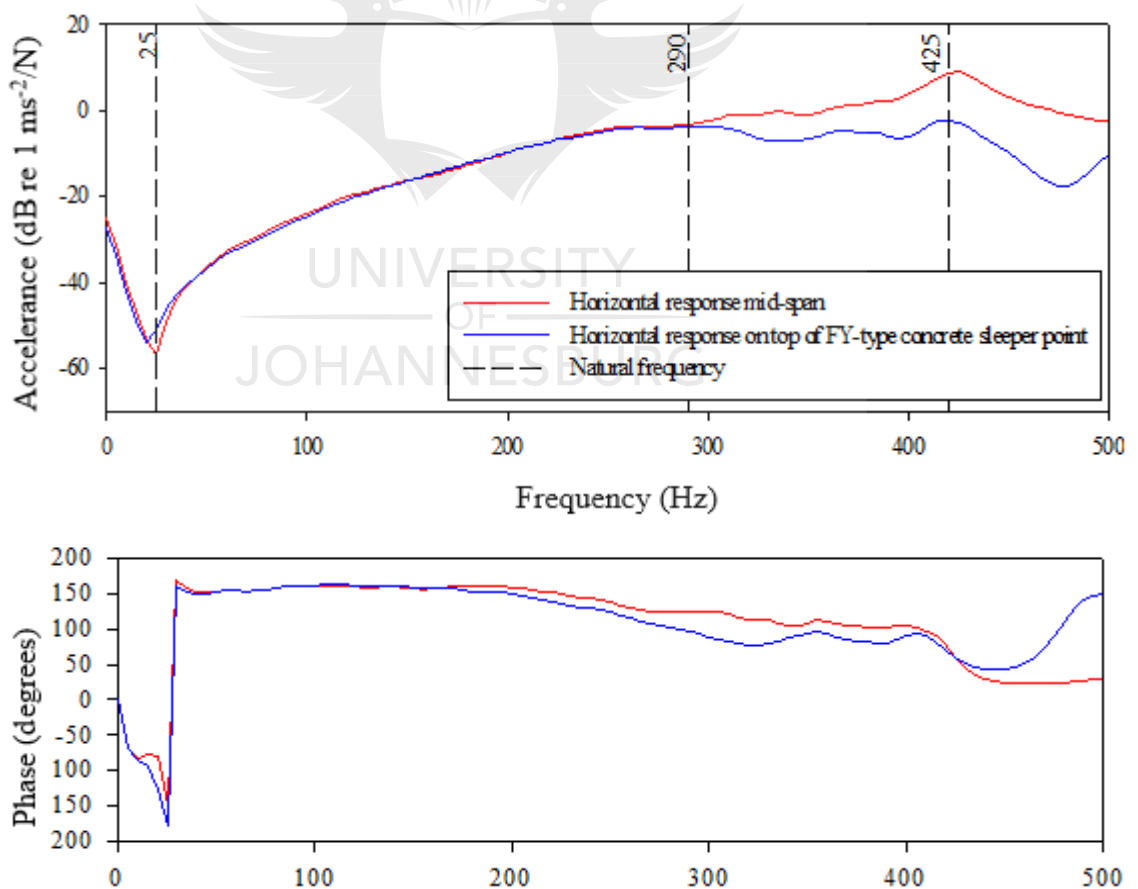 20
0
-20
-40
-60
Accelerance (dB re 1 ms⁻²/N)
25
290
425
UNIVERSITY
OF
JOHANNESBURG
Horizontal response mid-span
Horizontal response on top of FY-type concrete sleeper point
Natural frequency
0 100 200 300 400 500
Frequency (Hz)
200
150
100
50
0
-50
100
150
200
Phase (degrees)
0 100 200 300 400 500